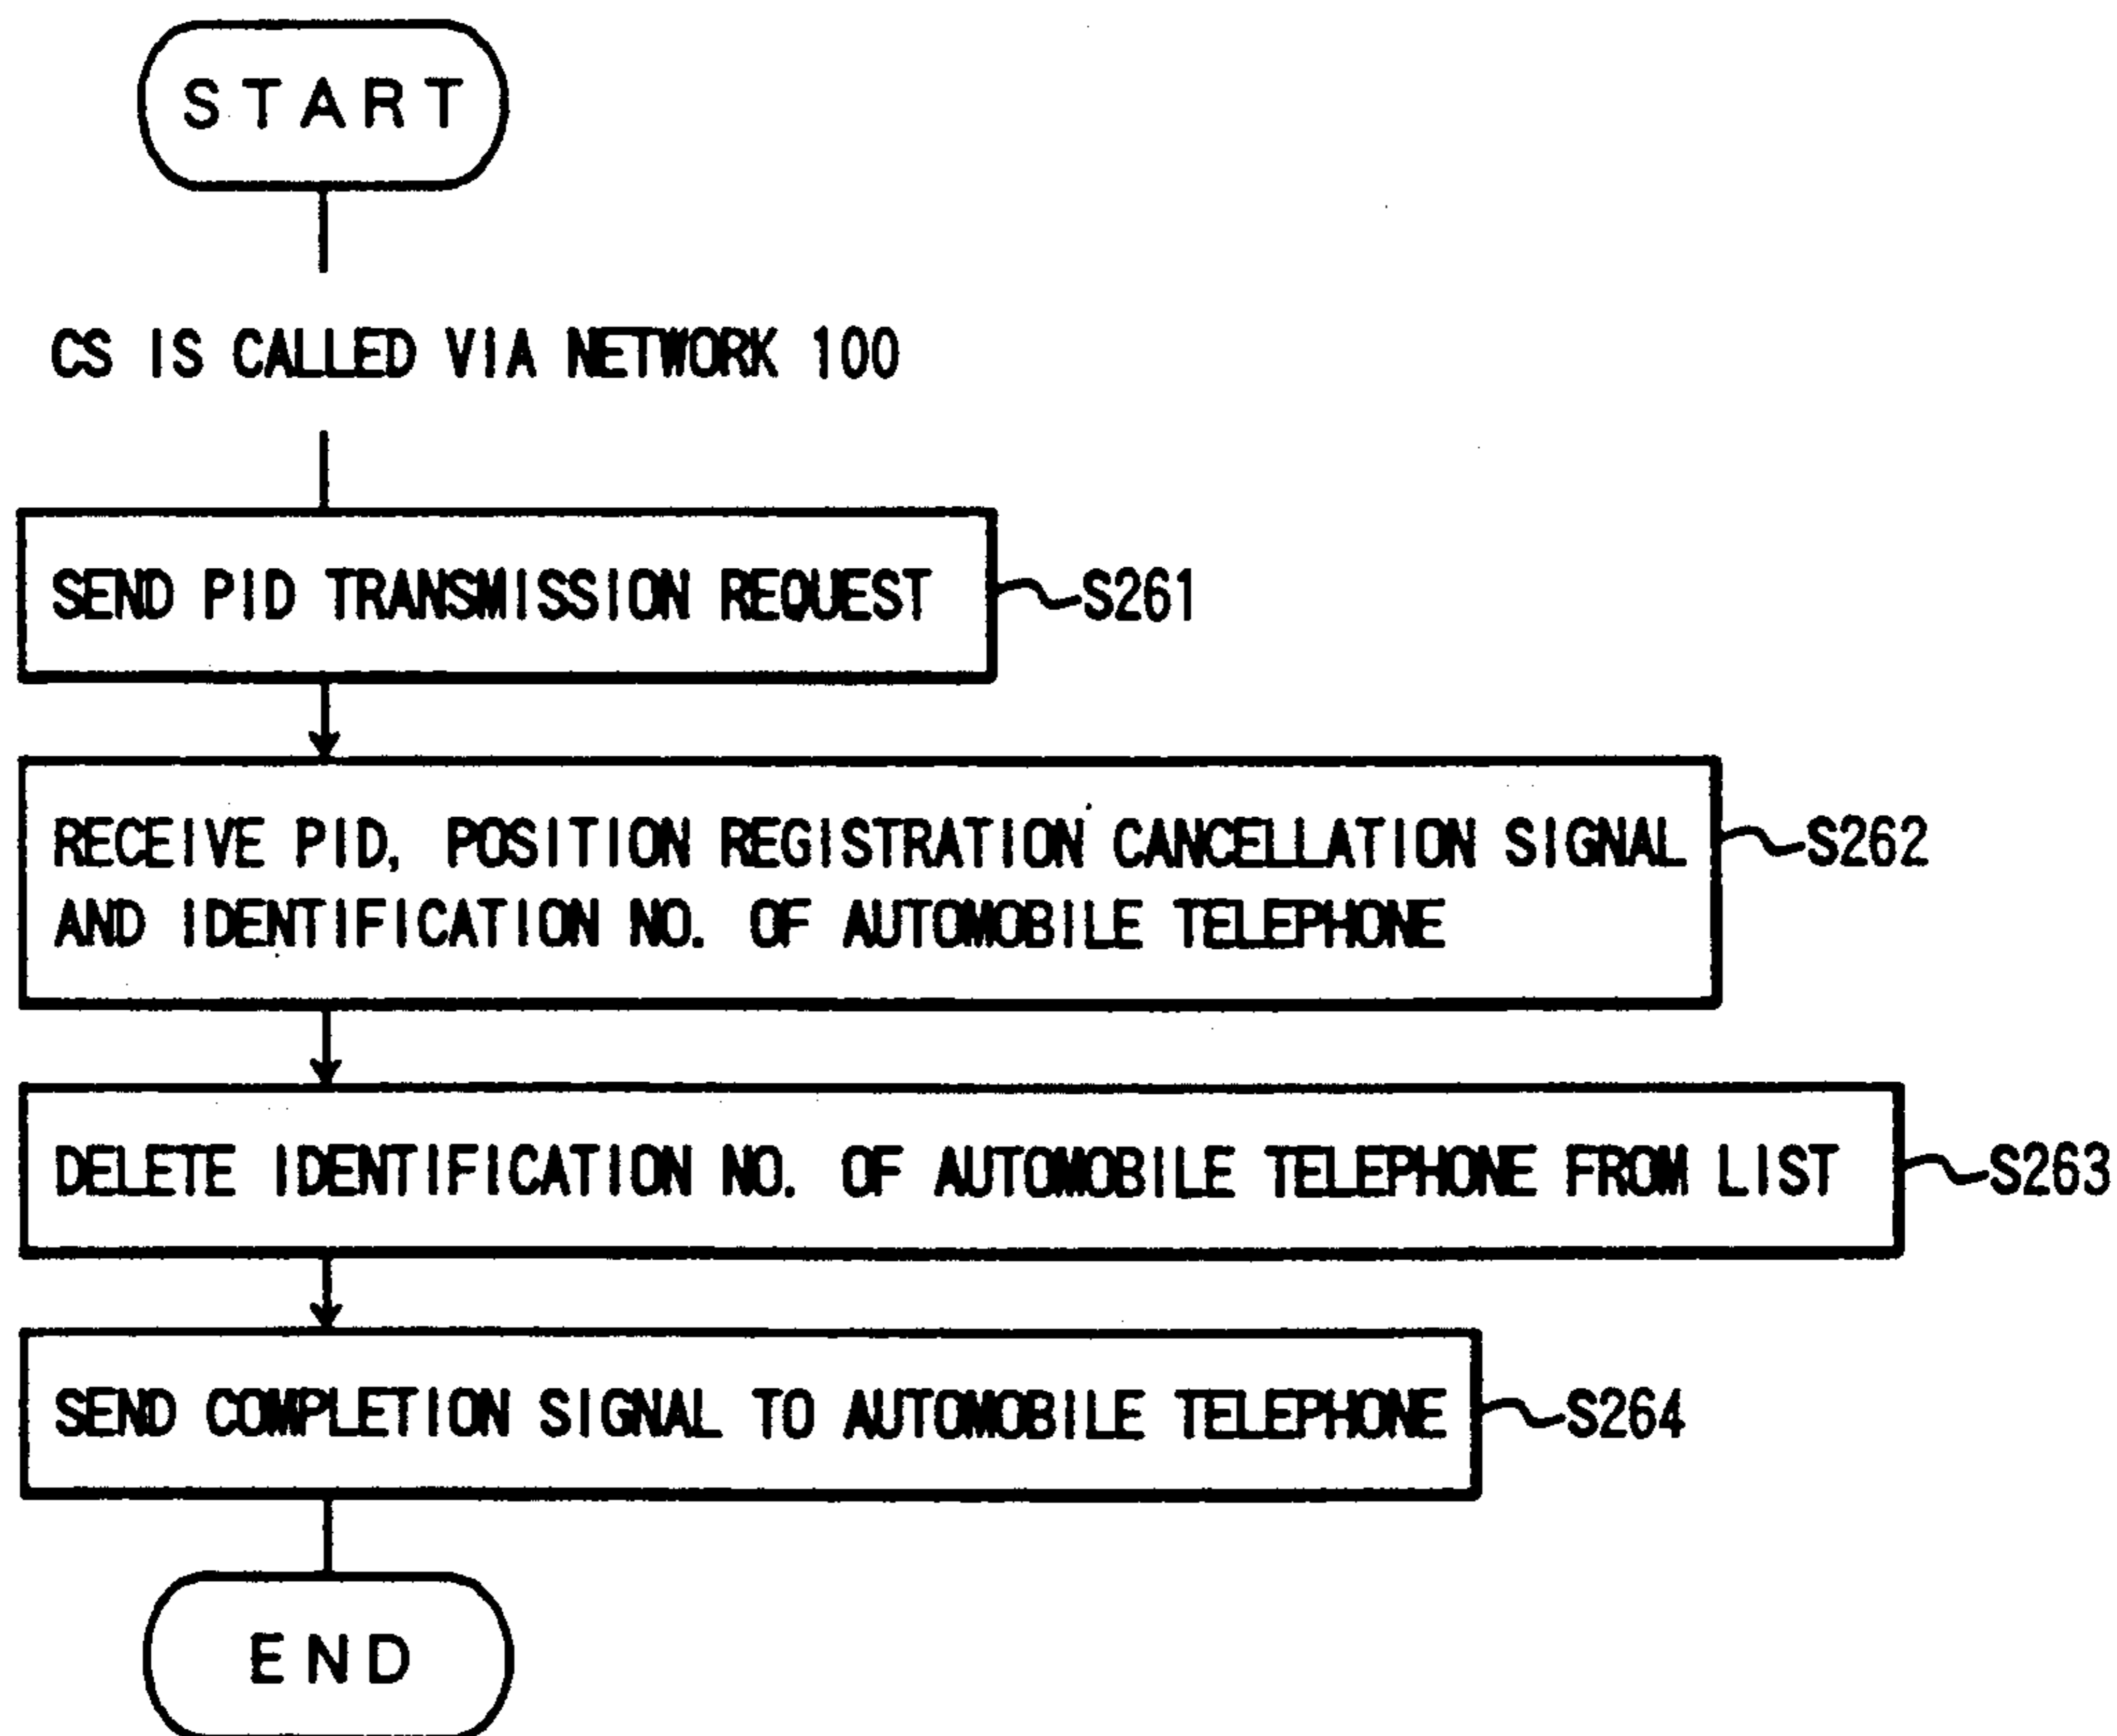 START
CS IS CALLED VIA NETWORK 100
SEND PID TRANSMISSION REQUEST
S261
RECEIVE PID, POSITION REGISTRATION CANCELLATION SIGNAL
AND IDENTIFICATION NO. OF AUTOMOBILE TELEPHONE
S262
DELETE IDENTIFICATION NO. OF AUTOMOBILE TELEPHONE FROM LIST
S263
SEND COMPLETION SIGNAL TO AUTOMOBILE TELEPHONE
S264
END